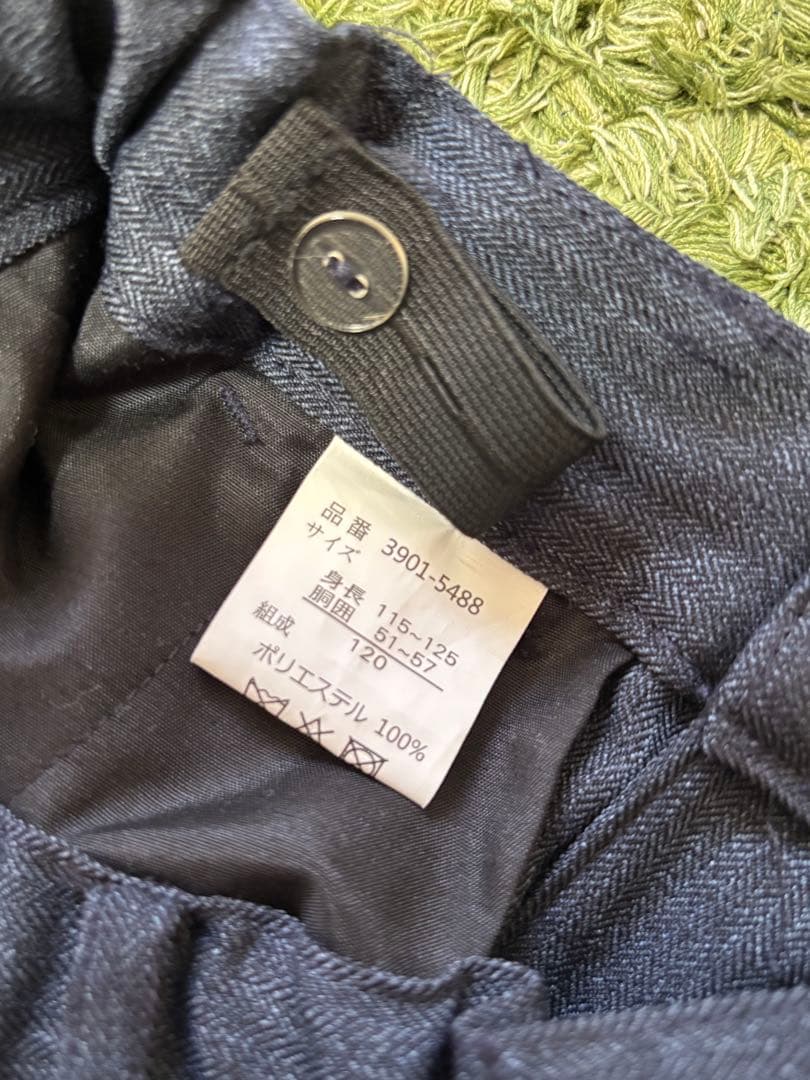 品番 3901-5488
サイズ
身長 115~125
胴囲 51~57
120
組成
ポリエステル 100%